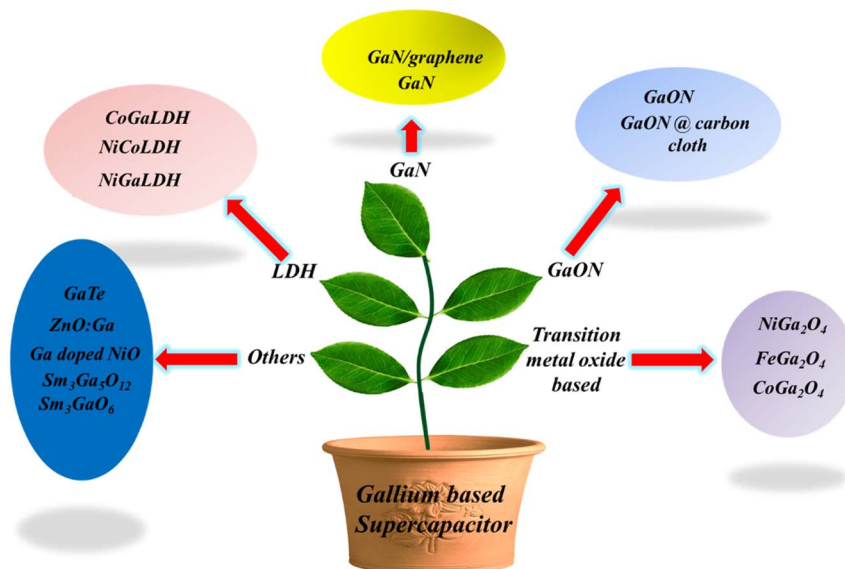 GaN/graphene
GaN
GaON
GaON @ carbon
cloth
CoGaLDH
NiCoLDH
NiGaLDH
GaN
LDH
GaON
GaTe
ZnO:Ga
Ga doped NiO
Sm₃Ga₅O₁₂
Sm₃GaO₆
Others
Transition
metal oxide
based
NiGa₂O₄
FeGa₂O₄
CoGa₂O₄
Gallium based
Supercapacitor